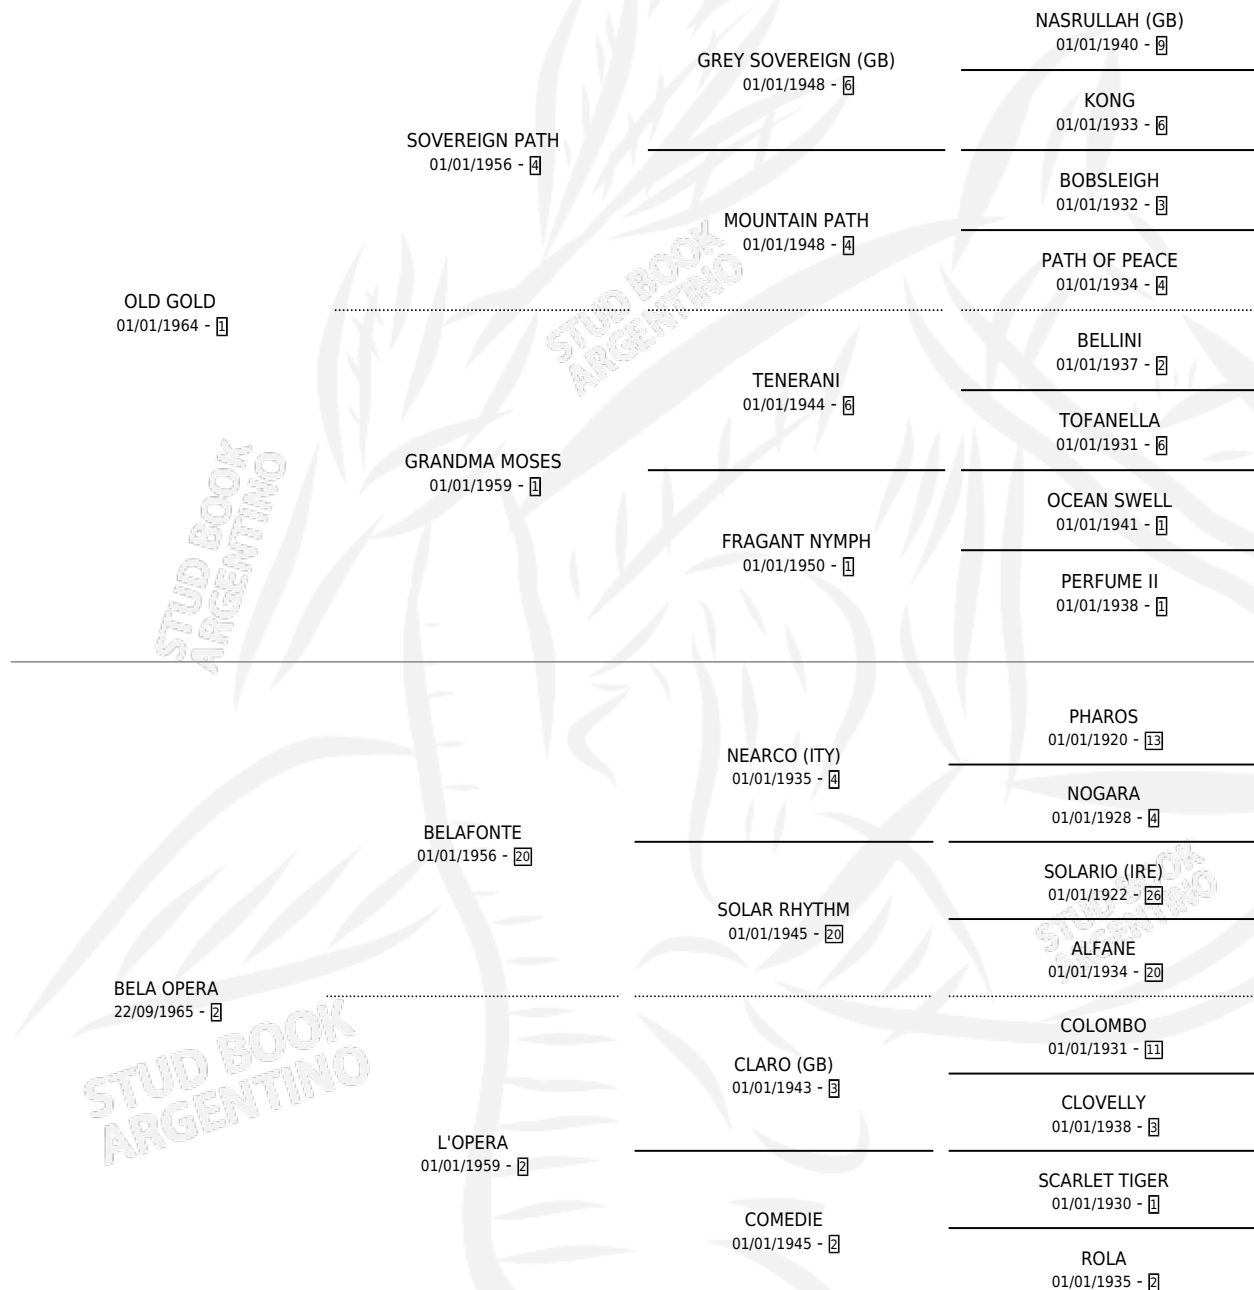 NASRULLAH (GB)
01/01/1940 - 9
GREY SOVEREIGN (GB)
01/01/1948 - 6
KONG
01/01/1933 - 6
SOVEREIGN PATH
01/01/1956 - 4
BOBSLEIGH
01/01/1932 - 3
MOUNTAIN PATH
01/01/1948 - 4
PATH OF PEACE
01/01/1934 - 4
OLD GOLD
01/01/1964 - 1
BELLINI
01/01/1937 - 2
TENERANI
01/01/1944 - 6
TOFANELLA
01/01/1931 - 6
GRANDMA MOSES
01/01/1959 - 1
OCEAN SWELL
01/01/1941 - 1
FRAGANT NYMPH
01/01/1950 - 1
PERFUME II
01/01/1938 - 1
PHAROS
01/01/1920 - 13
NEARCO (ITY)
01/01/1935 - 4
NOGARA
01/01/1928 - 4
BELAFONTE
01/01/1956 - 20
SOLARIO (IRE)
01/01/1922 - 26
SOLAR RHYTHM
01/01/1945 - 20
ALFANE
01/01/1934 - 20
BELA OPERA
22/09/1965 - 2
COLOMBO
01/01/1931 - 11
CLARO (GB)
01/01/1943 - 3
CLOVELLY
01/01/1938 - 3
L'OPERA
01/01/1959 - 2
SCARLET TIGER
01/01/1930 - 1
COMEDIE
01/01/1945 - 2
ROLA
01/01/1935 - 2
STUD BOOK
ARGENTINO
STUD BOOK
ARGENTINO
STUD BOOK
ARGENTINO
STUD BOOK
ARGENTINO